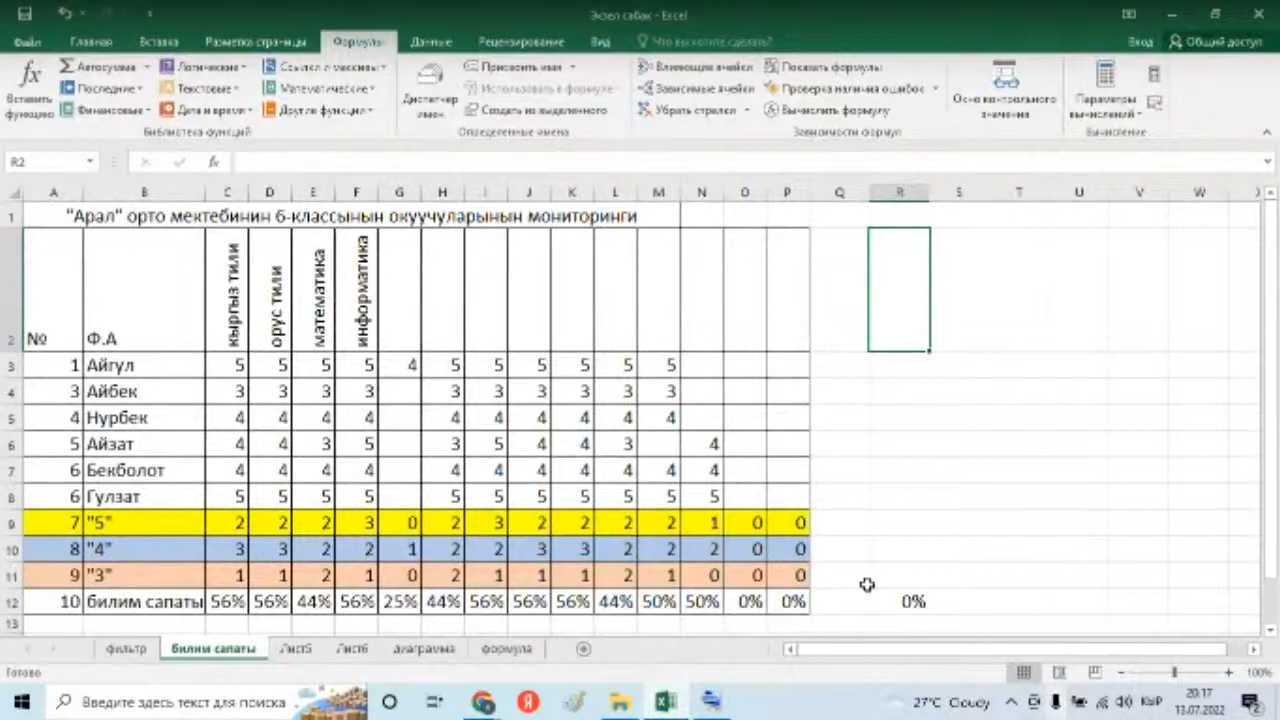 Эксел сабак - Excel
Файл Главная Вставка Разметка страницы Формулы Данные Рецензирование Вид Что вы хотите сделать? Вход Общий доступ
Вставить функцию
Автосумма Логические Ссылки и массивы
Последние Текстовые Математические
Финансовые Дата и время Другие функции
Библиотека функций
Диспетчер имен
Присвоить имя
Использовать в формуле
Создать из выделенного
Определенные имена
Влияющие ячейки Показать формулы
Зависимые ячейки Проверка наличия ошибок
Убрать стрелки Вычислить формулу
Зависимости формул
Окно контрольного значения
Параметры вычислений
Вычисление
R2 fx
A B C D E F G H I J K L M N O P Q R S T U V W
1 "Арал" орто мектебинин 6-классынын окуучуларынын мониторинги
2 № Ф.А кыргыз тили орус тили математика информатика
3 1 Айгул 5 5 5 5 4 5 5 5 5 5 5
4 3 Айбек 3 3 3 3 3 3 3 3 3 3
5 4 Нурбек 4 4 4 4 4 4 4 4 4 4
6 5 Айзат 4 4 3 5 3 5 4 4 3 4
7 6 Бекболот 4 4 4 4 4 4 4 4 4 4 4
8 6 Гулзат 5 5 5 5 5 5 5 5 5 5 5
9 7 "5" 2 2 2 3 0 2 3 2 2 2 2 1 0 0
10 8 "4" 3 3 2 2 1 2 2 3 3 2 2 2 0 0
11 9 "3" 1 1 2 1 0 2 1 1 1 2 1 0 0 0
12 10 билим сапаты 56% 56% 44% 56% 25% 44% 56% 56% 56% 44% 50% 50% 0% 0% 0%
13
фильтр билим сапаты Лист5 Лист6 диаграмма формула
Готово 100%
Введите здесь текст для поиска 27°C Cloudy КЫР 20:17
13.07.2022